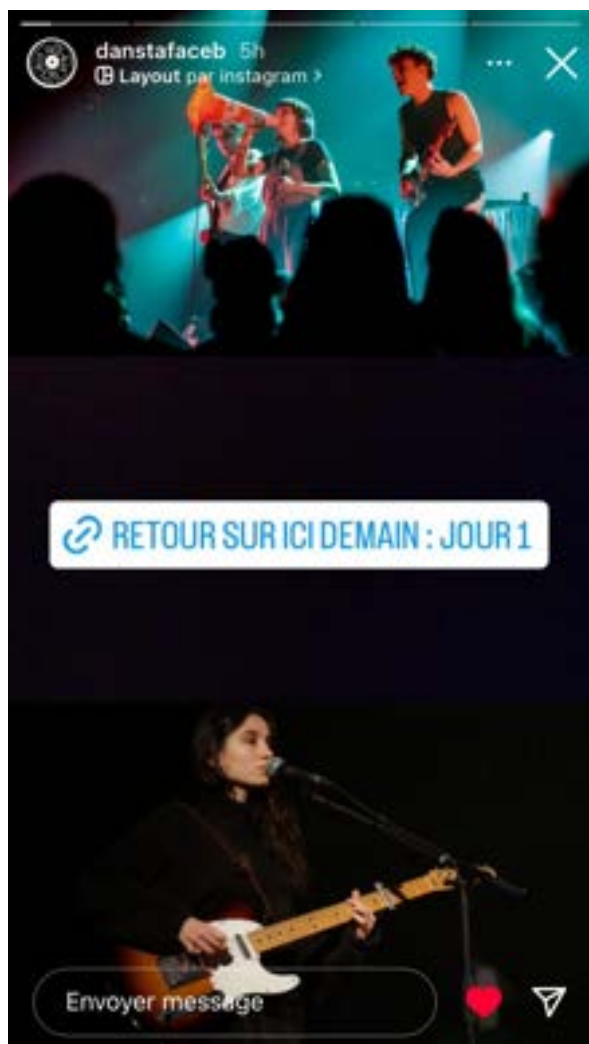 danstafaceb 5h
Layout par instagram >
RETOUR SUR ICI DEMAIN : JOUR 1
Envoyer message